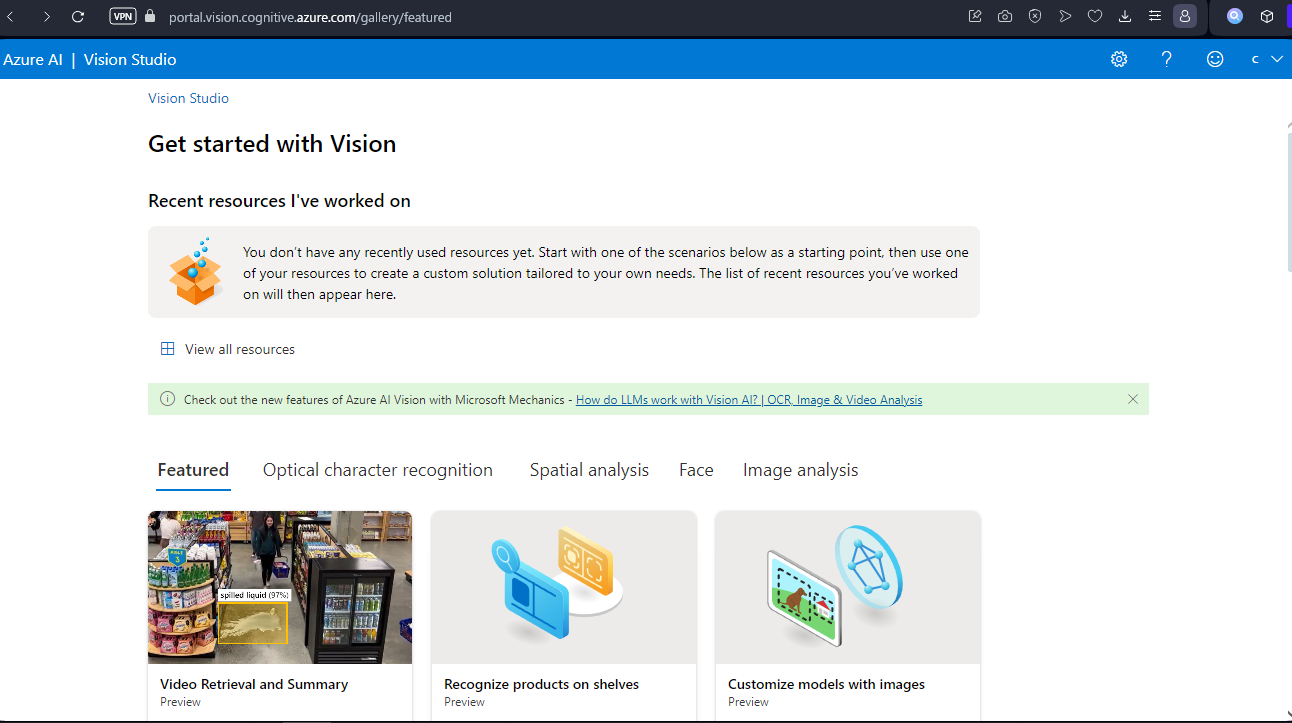 VPN
portal.vision.cognitive.azure.com/gallery/featured
Azure AI | Vision Studio
c
Vision Studio
Get started with Vision
Recent resources I've worked on
You don't have any recently used resources yet. Start with one of the scenarios below as a starting point, then use one
of your resources to create a custom solution tailored to your own needs. The list of recent resources you've worked
on will then appear here.
View all resources
Check out the new features of Azure AI Vision with Microsoft Mechanics - How do LLMs work with Vision AI? | OCR, Image & Video Analysis
Featured
Optical character recognition
Spatial analysis
Face
Image analysis
AISLE
3
spilled liquid (97%)
Video Retrieval and Summary
Preview
Recognize products on shelves
Preview
Customize models with images
Preview